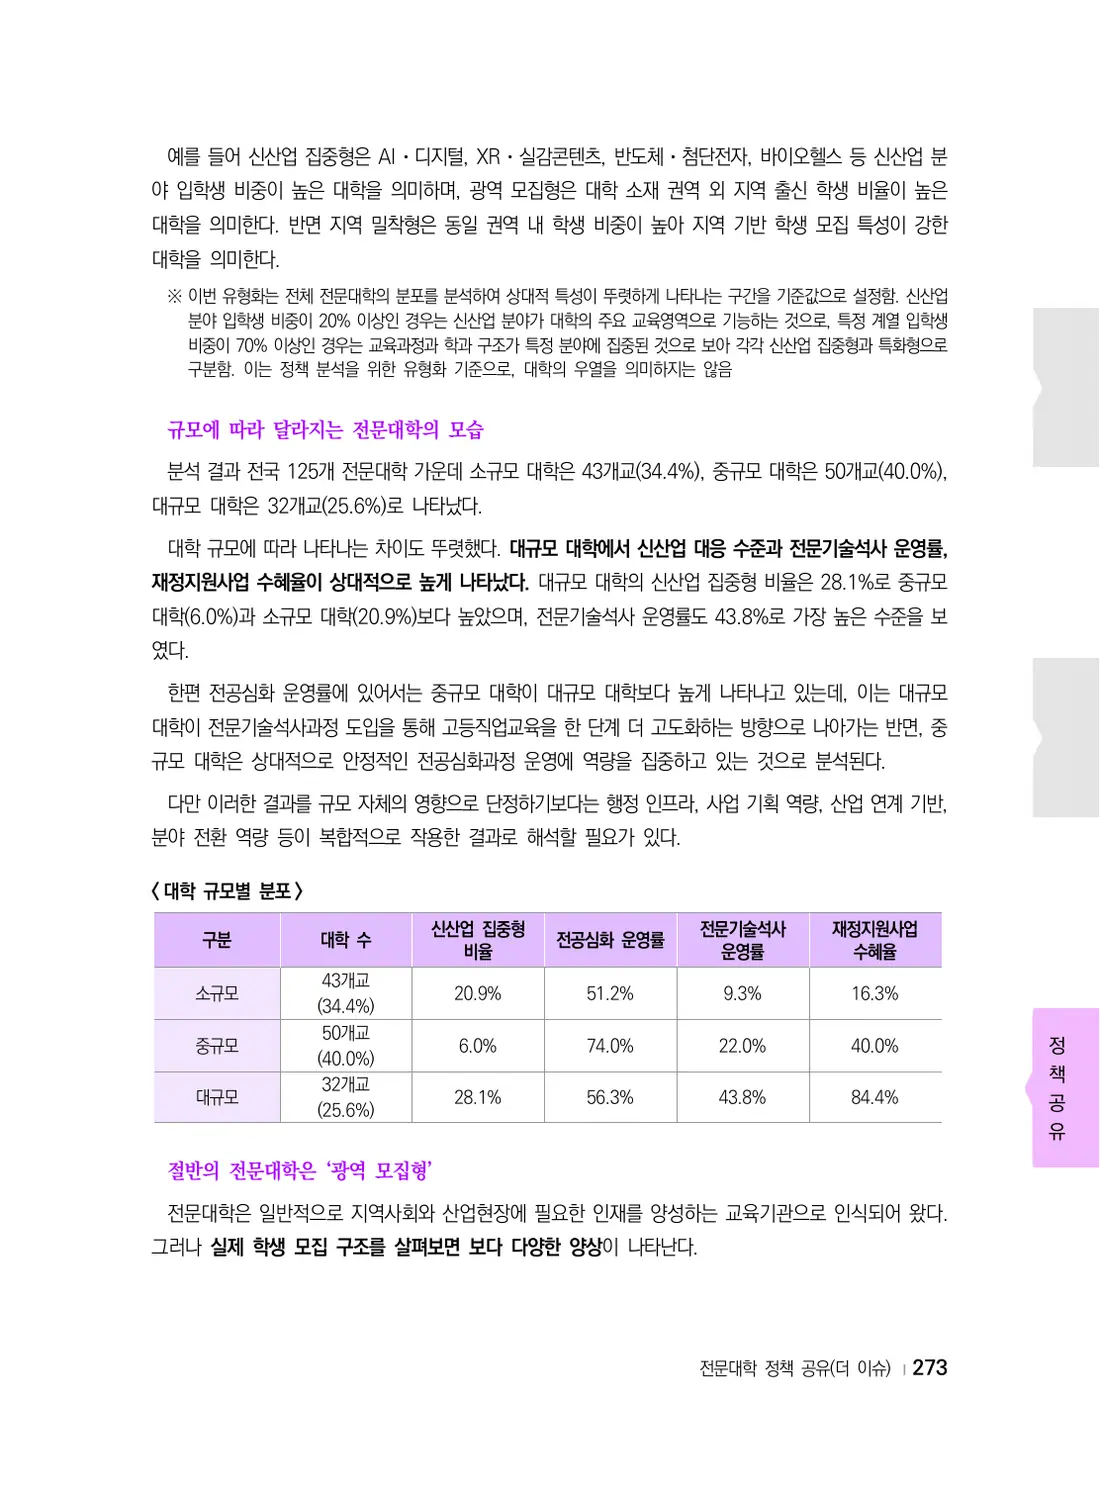 예를 들어 신산업 집중형은 AI・디지털, XR・실감콘텐츠, 반도체・첨단전자, 바이오헬스 등 신산업 분
야 입학생 비중이 높은 대학을 의미하며, 광역 모집형은 대학 소재 권역 외 지역 출신 학생 비율이 높은
대학을 의미한다. 반면 지역 밀착형은 동일 권역 내 학생 비중이 높아 지역 기반 학생 모집 특성이 강한
대학을 의미한다.
※ 이번 유형화는 전체 전문대학의 분포를 분석하여 상대적 특성이 뚜렷하게 나타나는 구간을 기준값으로 설정함. 신산업
분야 입학생 비중이 20% 이상인 경우는 신산업 분야가 대학의 주요 교육영역으로 기능하는 것으로, 특정 계열 입학생
비중이 70% 이상인 경우는 교육과정과 학과 구조가 특정 분야에 집중된 것으로 보아 각각 신산업 집중형과 특화형으로
구분함. 이는 정책 분석을 위한 유형화 기준으로, 대학의 우열을 의미하지는 않음
규모에 따라 달라지는 전문대학의 모습
분석 결과 전국 125개 전문대학 가운데 소규모 대학은 43개교(34.4%), 중규모 대학은 50개교(40.0%),
대규모 대학은 32개교(25.6%)로 나타났다.
대학 규모에 따라 나타나는 차이도 뚜렷했다. 대규모 대학에서 신산업 대응 수준과 전문기술석사 운영률,
재정지원사업 수혜율이 상대적으로 높게 나타났다. 대규모 대학의 신산업 집중형 비율은 28.1%로 중규모
대학(6.0%)과 소규모 대학(20.9%)보다 높았으며, 전문기술석사 운영률도 43.8%로 가장 높은 수준을 보
였다.
한편 전공심화 운영률에 있어서는 중규모 대학이 대규모 대학보다 높게 나타나고 있는데, 이는 대규모
대학이 전문기술석사과정 도입을 통해 고등직업교육을 한 단계 더 고도화하는 방향으로 나아가는 반면, 중
규모 대학은 상대적으로 안정적인 전공심화과정 운영에 역량을 집중하고 있는 것으로 분석된다.
다만 이러한 결과를 규모 자체의 영향으로 단정하기보다는 행정 인프라, 사업 기획 역량, 산업 연계 기반,
분야 전환 역량 등이 복합적으로 작용한 결과로 해석할 필요가 있다.
〈 대학 규모별 분포 〉
구분 대학 수 신산업 집중형 비율 전공심화 운영률 전문기술석사 운영률 재정지원사업 수혜율
소규모 43개교 (34.4%) 20.9% 51.2% 9.3% 16.3%
중규모 50개교 (40.0%) 6.0% 74.0% 22.0% 40.0%
대규모 32개교 (25.6%) 28.1% 56.3% 43.8% 84.4%
절반의 전문대학은 ‘광역 모집형’
전문대학은 일반적으로 지역사회와 산업현장에 필요한 인재를 양성하는 교육기관으로 인식되어 왔다.
그러나 실제 학생 모집 구조를 살펴보면 보다 다양한 양상이 나타난다.
정책공유
전문대학 정책 공유(더 이슈) | 273